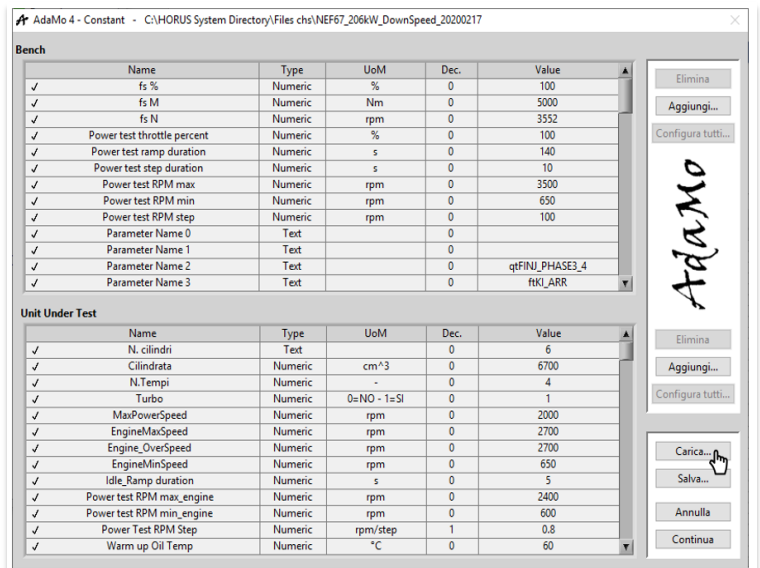 AdaMo 4 - Constant - C:\HORUS System Directory\Files chs\NEF67_206kW_DownSpeed_20200217
Bench
Name Type UoM Dec. Value
✓ fs % Numeric % 0 100
✓ fs M Numeric Nm 0 5000
✓ fs N Numeric rpm 0 3552
✓ Power test throttle percent Numeric % 0 100
✓ Power test ramp duration Numeric s 0 140
✓ Power test step duration Numeric s 0 10
✓ Power test RPM max Numeric rpm 0 3500
✓ Power test RPM min Numeric rpm 0 650
✓ Power test RPM step Numeric rpm 0 100
✓ Parameter Name 0 Text 0
✓ Parameter Name 1 Text 0
✓ Parameter Name 2 Text 0 qtFINJ_PHASE3_4
✓ Parameter Name 3 Text 0 ftKI_ARR
Elimina
Aggiungi...
Configura tutti...
AdaMo
Unit Under Test
Name Type UoM Dec. Value
✓ N. cilindri Text 0 6
✓ Cilindrata Numeric cm^3 0 6700
✓ N.Tempi Numeric - 0 4
✓ Turbo Numeric 0=NO - 1=SI 0 1
✓ MaxPowerSpeed Numeric rpm 0 2000
✓ EngineMaxSpeed Numeric rpm 0 2700
✓ Engine_OverSpeed Numeric rpm 0 2700
✓ EngineMinSpeed Numeric rpm 0 650
✓ Idle_Ramp duration Numeric s 0 5
✓ Power test RPM max_engine Numeric rpm 0 2400
✓ Power test RPM min_engine Numeric rpm 0 600
✓ Power Test RPM Step Numeric rpm/step 1 0.8
✓ Warm up Oil Temp Numeric °C 0 60
Elimina
Aggiungi...
Configura tutti...
Carica...
Salva...
Annulla
Continua